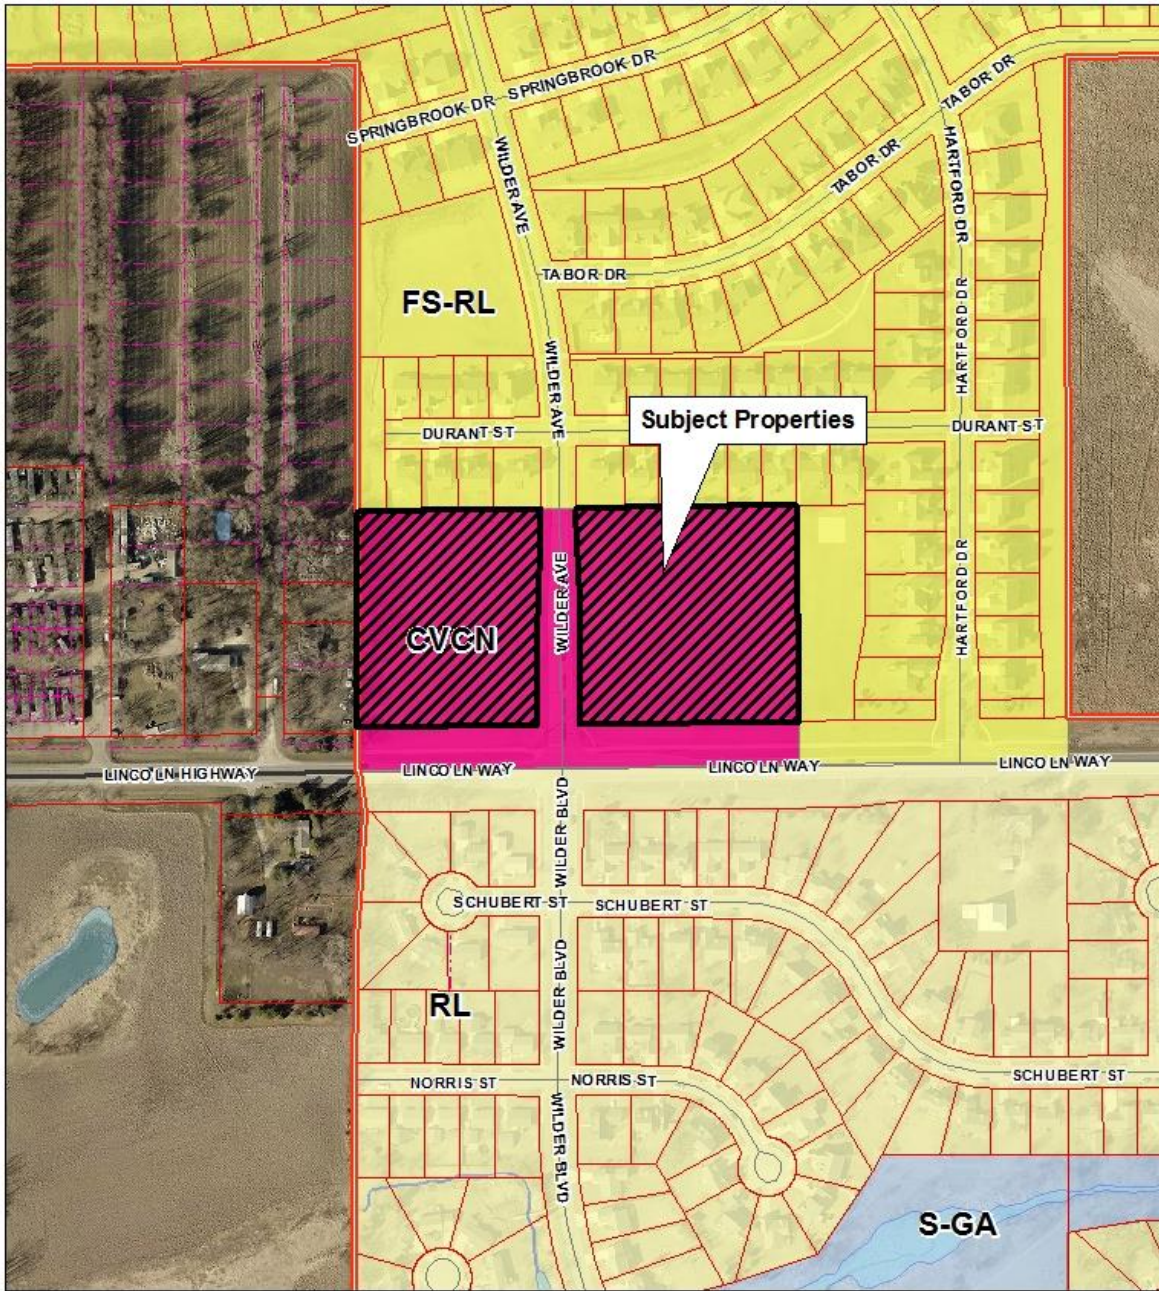 SPRINGBROOK DR
SPRINGBROOK DR
TABOR DR
WILDER AVE
HARTFORD DR
TABOR DR
TABOR DR
FS-RL
HARTFORD DR
WILDER AVE
Subject Properties
DURANT ST
DURANT ST
WILDER AVE
HARTFORD DR
CVCN
LINCOLN HIGHWAY
LINCOLN WAY
LINCOLN WAY
LINCOLN WAY
WILDER BLVD
SCHUBERT ST
SCHUBERT ST
WILDER BLVD
RL
NORRIS ST
NORRIS ST
SCHUBERT ST
WILDER BLVD
S-GA